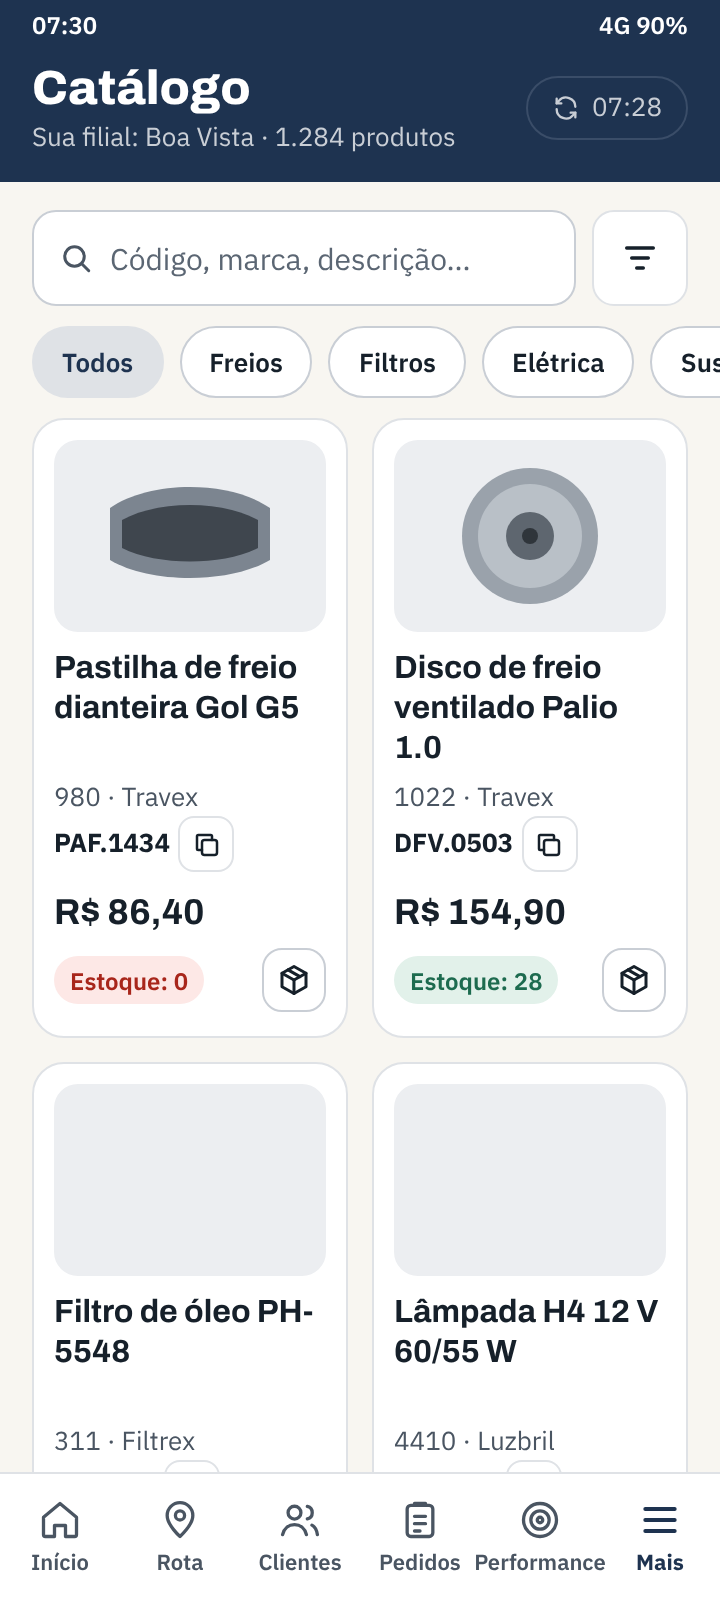 07:30
4G 90%
Catálogo
Sua filial: Boa Vista · 1.284 produtos
07:28
Código, marca, descrição...
Todos
Freios
Filtros
Elétrica
Sus
Pastilha de freio
dianteira Gol G5
980 · Travex
PAF.1434
R$ 86,40
Estoque: 0
Disco de freio
ventilado Palio
1.0
1022 · Travex
DFV.0503
R$ 154,90
Estoque: 28
Filtro de óleo PH-
5548
311 · Filtrex
Lâmpada H4 12 V
60/55 W
4410 · Luzbril
Início
Rota
Clientes
Pedidos
Performance
Mais